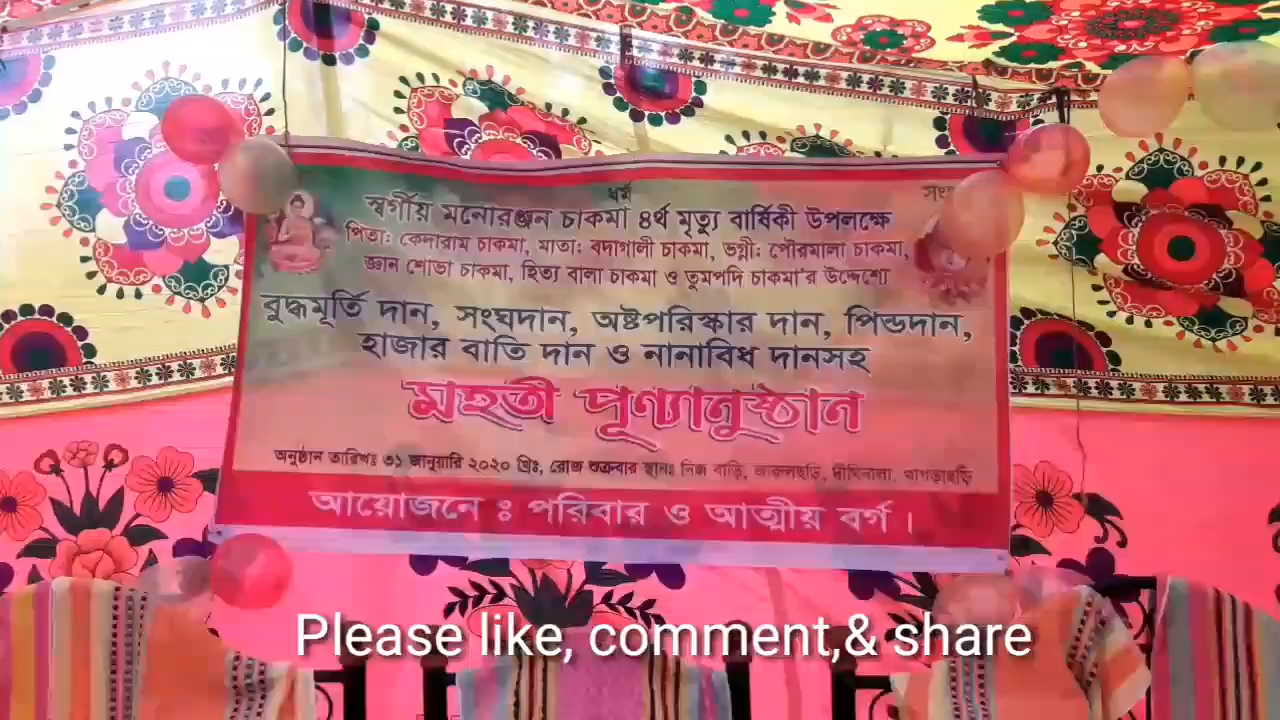 ধর্ম
স্বর্গীয় মনোরঞ্জন চাকমা ৪র্থ মৃত্যু বার্ষিকী উপলক্ষে
পিতা: কেদারাম চাকমা, মাতা: বদাগালী চাকমা, ভগ্নী: পৌরমালা চাকমা,
জ্ঞান শোভা চাকমা, হিত্য বালা চাকমা ও তুমপদি চাকমা'র উদ্দেশ্যে
বুদ্ধমূর্তি দান, সংঘদান, অষ্টপরিস্কার দান, পিন্ডদান,
হাজার বাতি দান ও নানাবিধ দানসহ
মহতী পূণ্যানুষ্ঠান
অনুষ্ঠান তারিখঃ ৩১ জানুয়ারি ২০২০ খ্রিঃ, রোজ শুক্রবার স্থানঃ নিজ বাড়ি, দীঘিনালা, খাগড়াছড়ি
আয়োজনে ঃ পরিবার ও আত্মীয় বর্গ ।
Please like, comment,& share